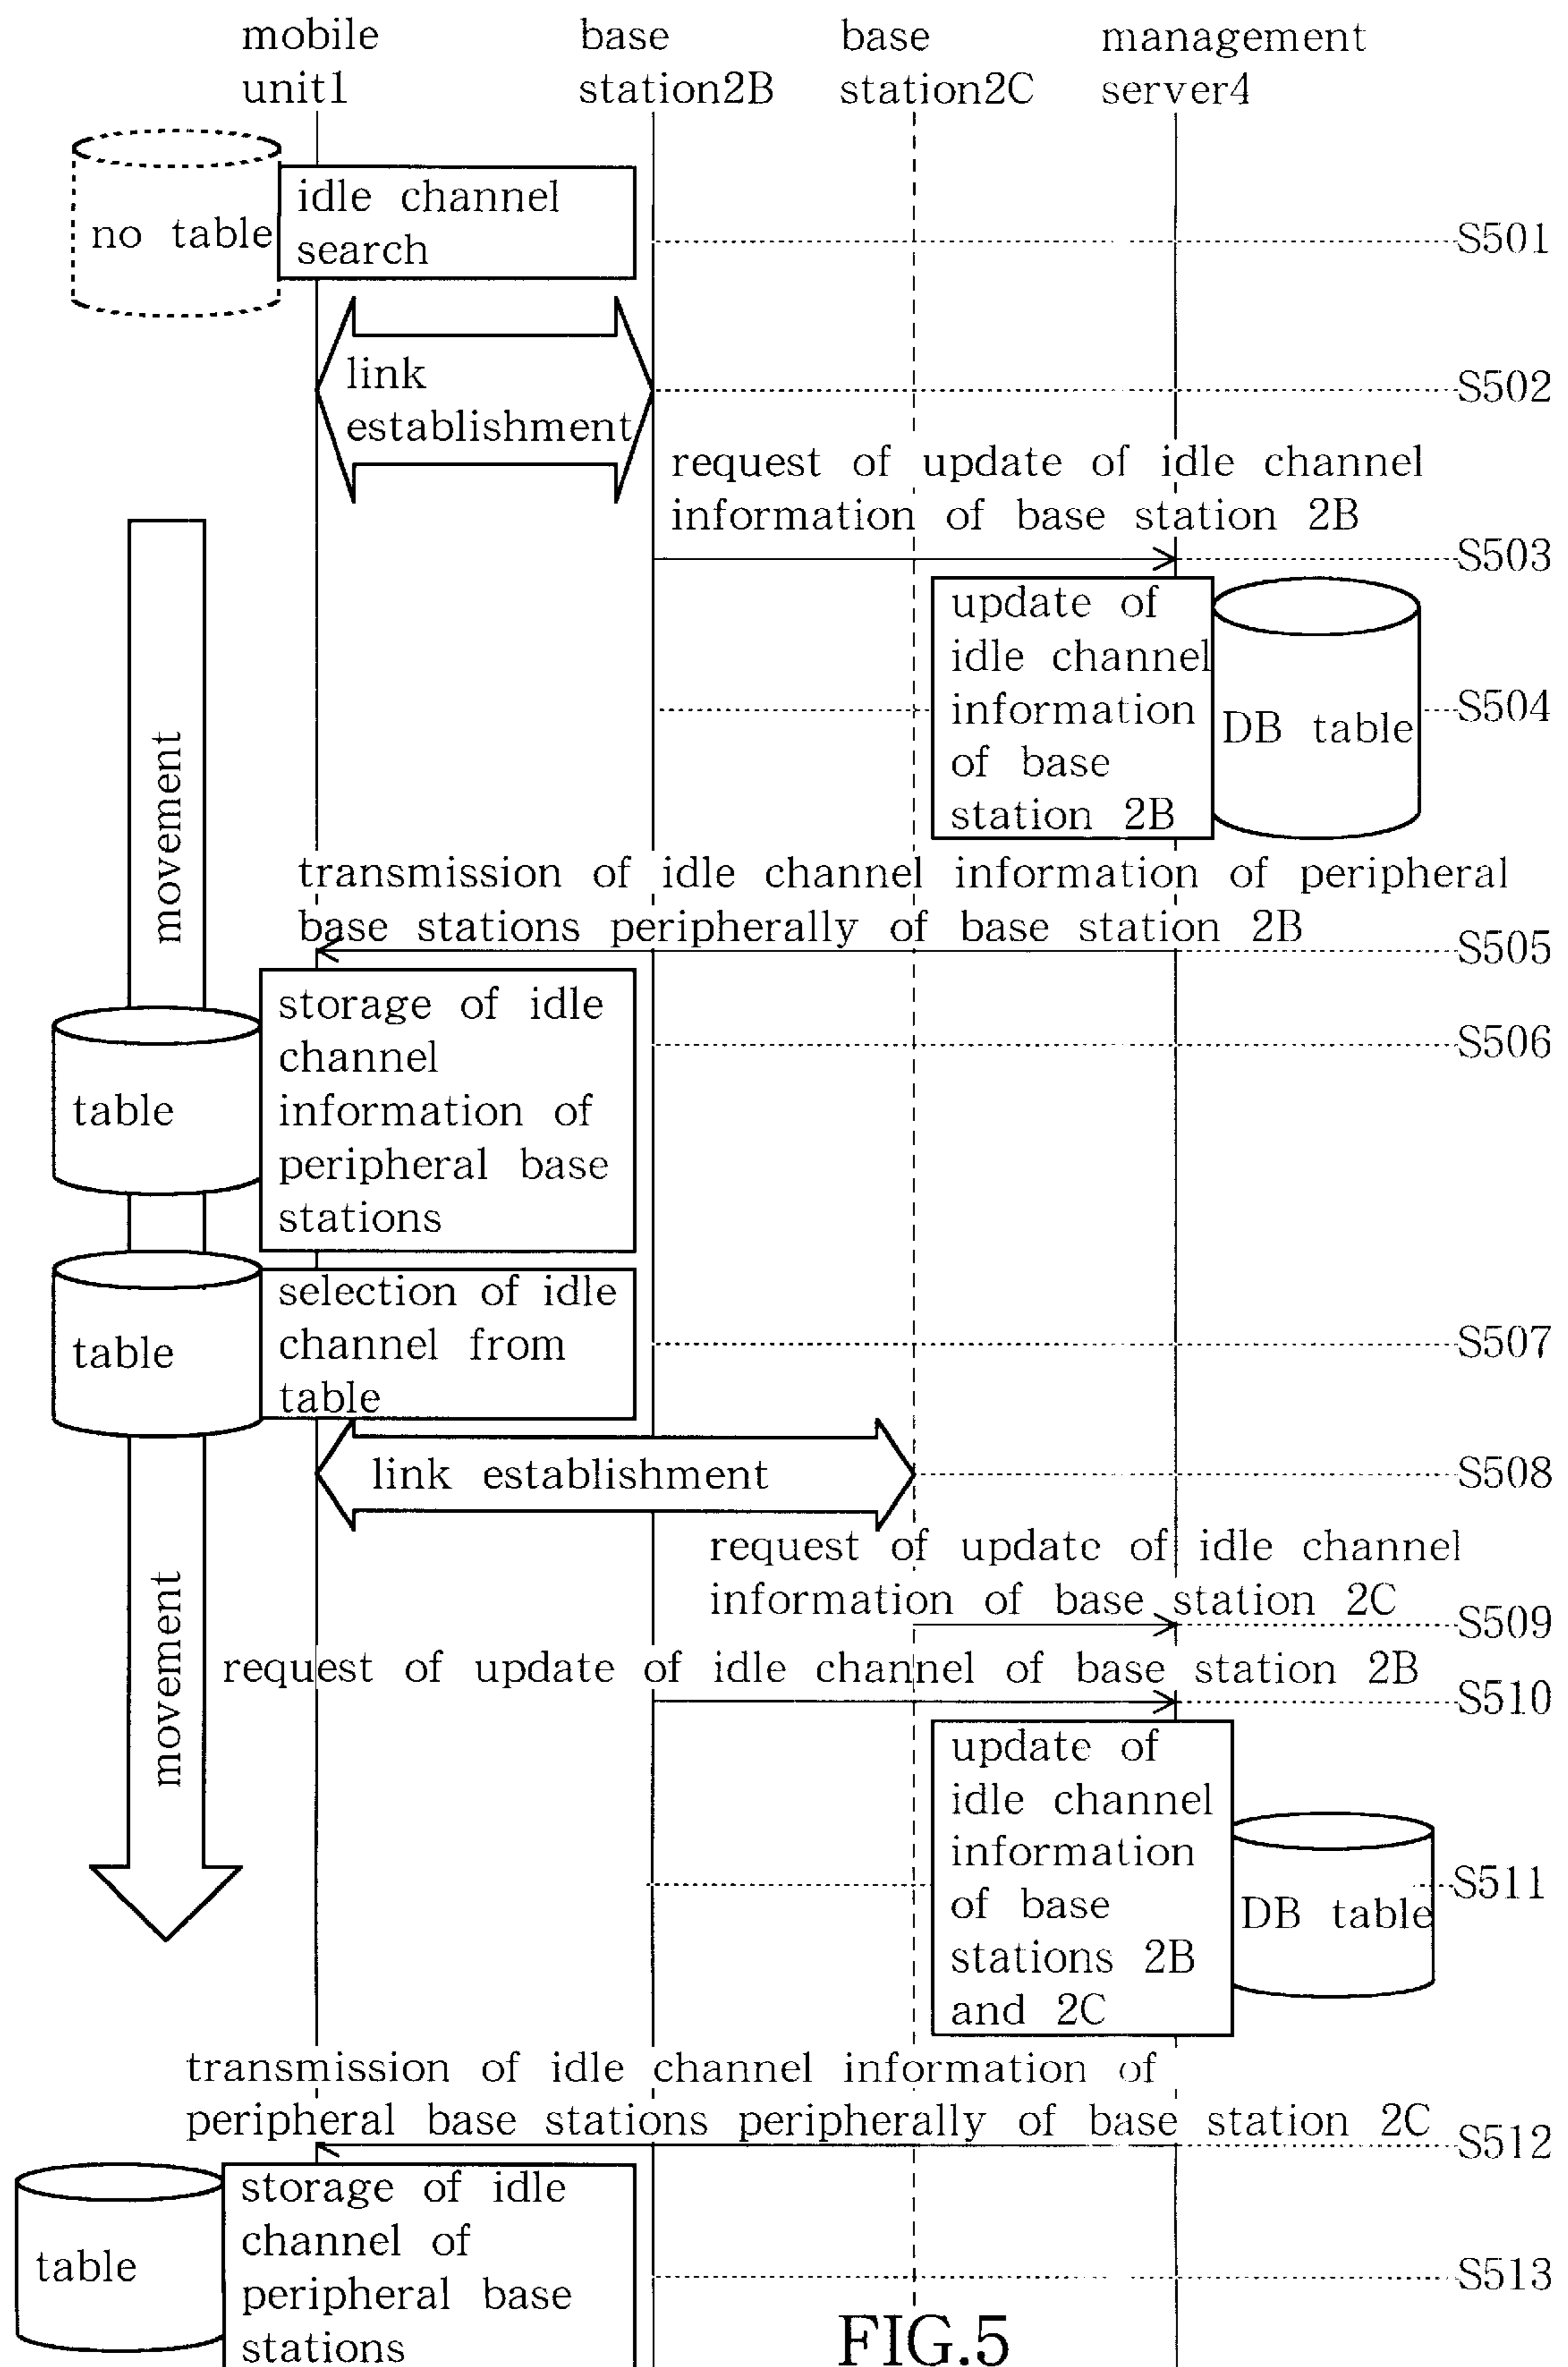 mobile unit1
base station2B
base station2C
management server4
no table
idle channel
search
S501
link
establishment
S502
request of update of idle channel
information of base station 2B
S503
update of
idle channel
information
of base
station 2B
DB table
S504
movement
transmission of idle channel information of peripheral
base stations peripherally of base station 2B
S505
storage of idle
channel
information of
peripheral base
stations
table
S506
selection of idle
channel from
table
table
S507
link establishment
S508
request of update of idle channel
information of base station 2C
S509
movement
request of update of idle channel of base station 2B
S510
update of
idle channel
information
of base
stations 2B
and 2C
DB table
S511
transmission of idle channel information of
peripheral base stations peripherally of base station 2C
S512
storage of idle
channel of
peripheral base
stations
table
S513
FIG.5